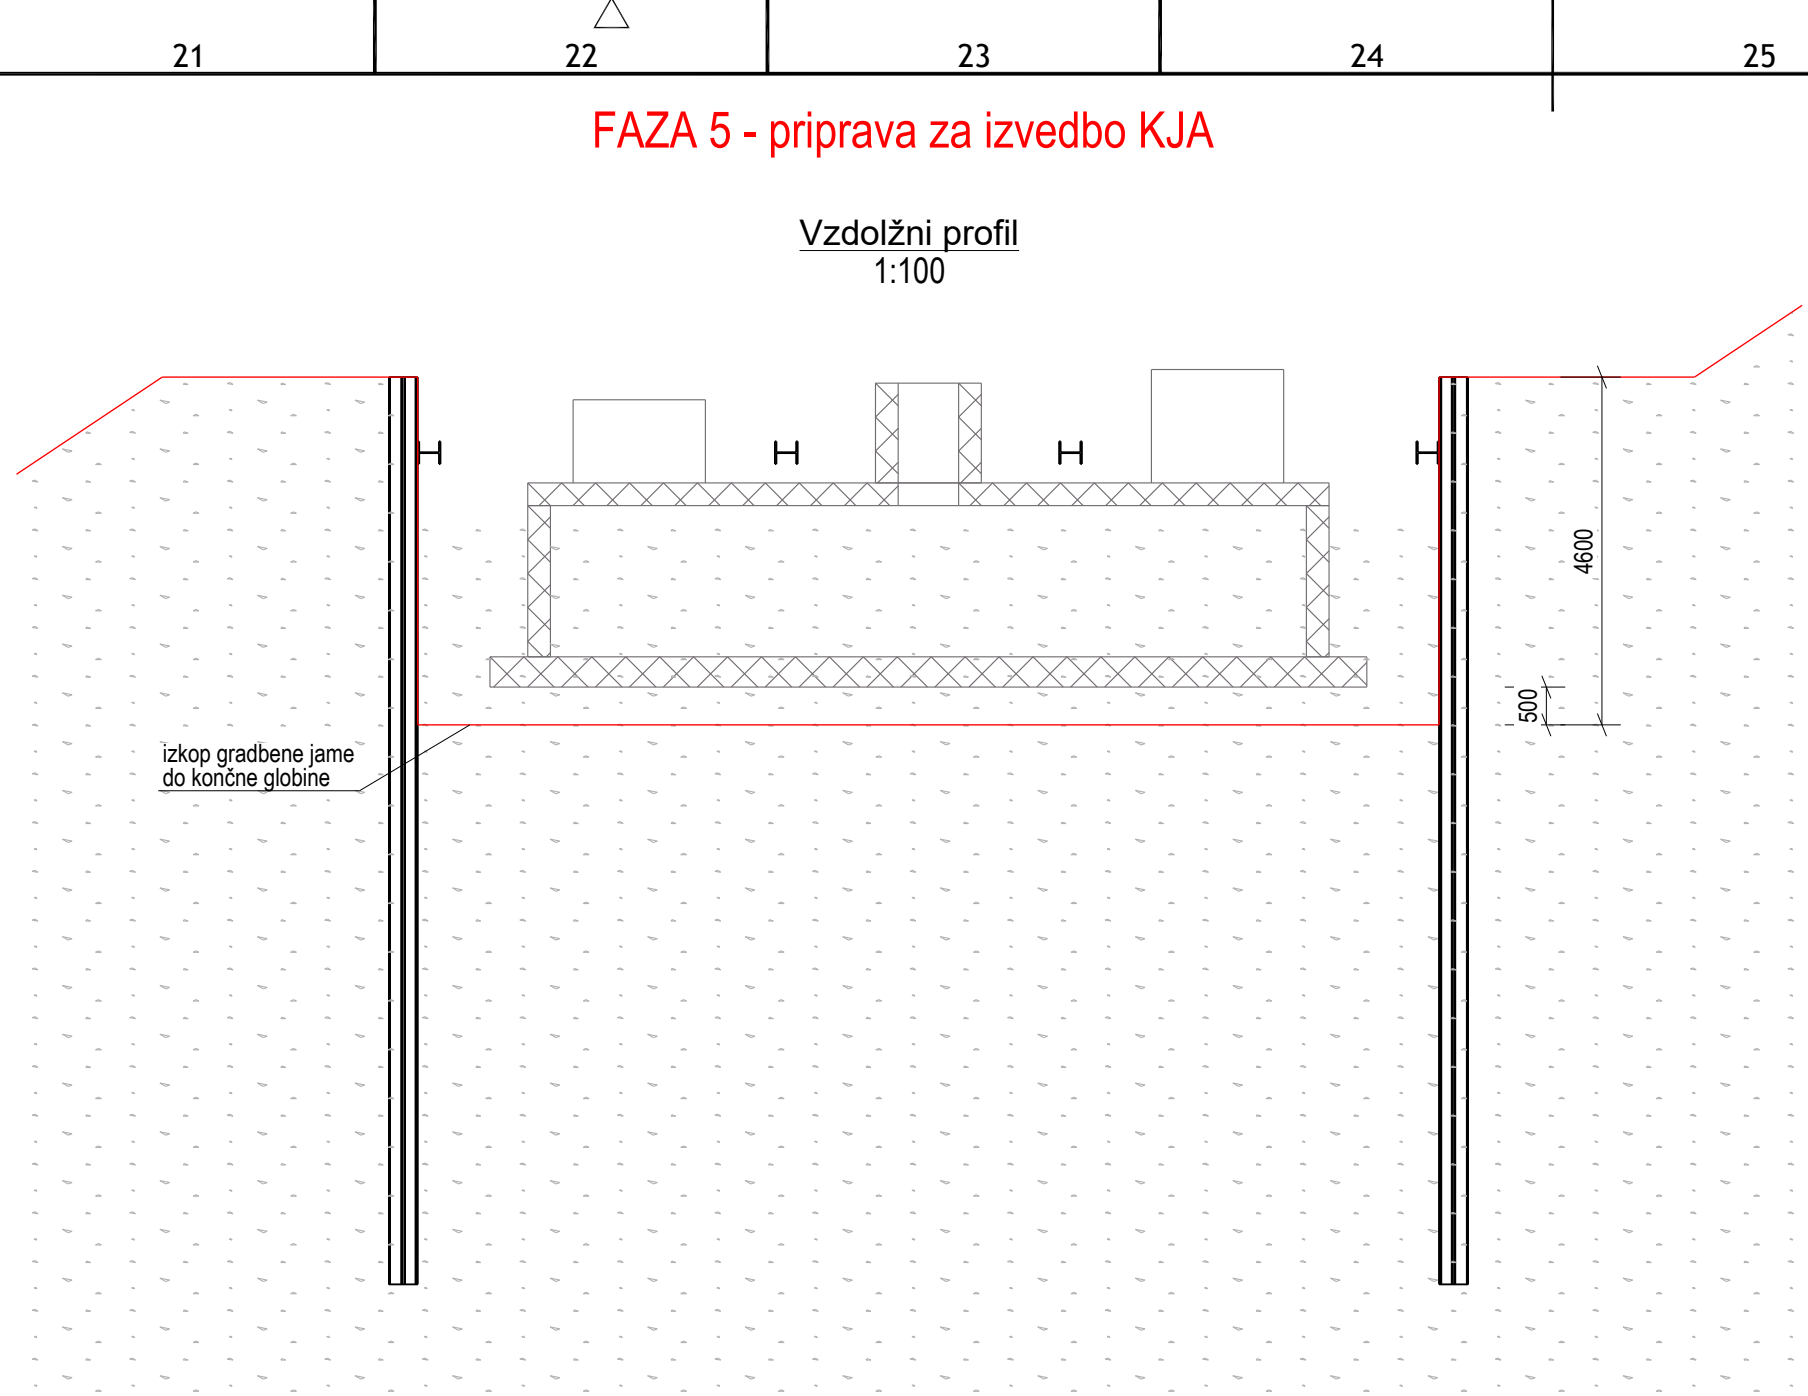 21 22 23 24 25
FAZA 5 - priprava za izvedbo KJA
Vzdolžni profil
1:100
4600
500
izkop gradbene jame
do končne globine